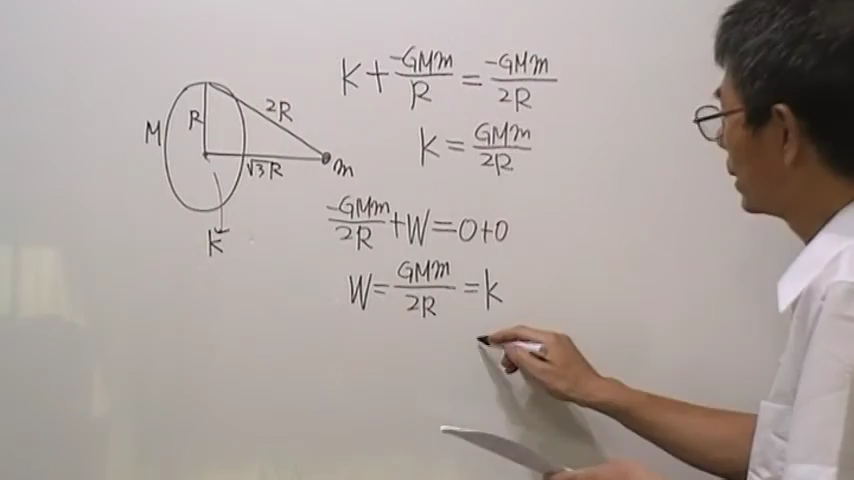 M
R
2R
√3R
m
K
K + -GMm/R = -GMm/2R
K = GMm/2R
-GMm/2R + W = 0+0
W = GMm/2R = K